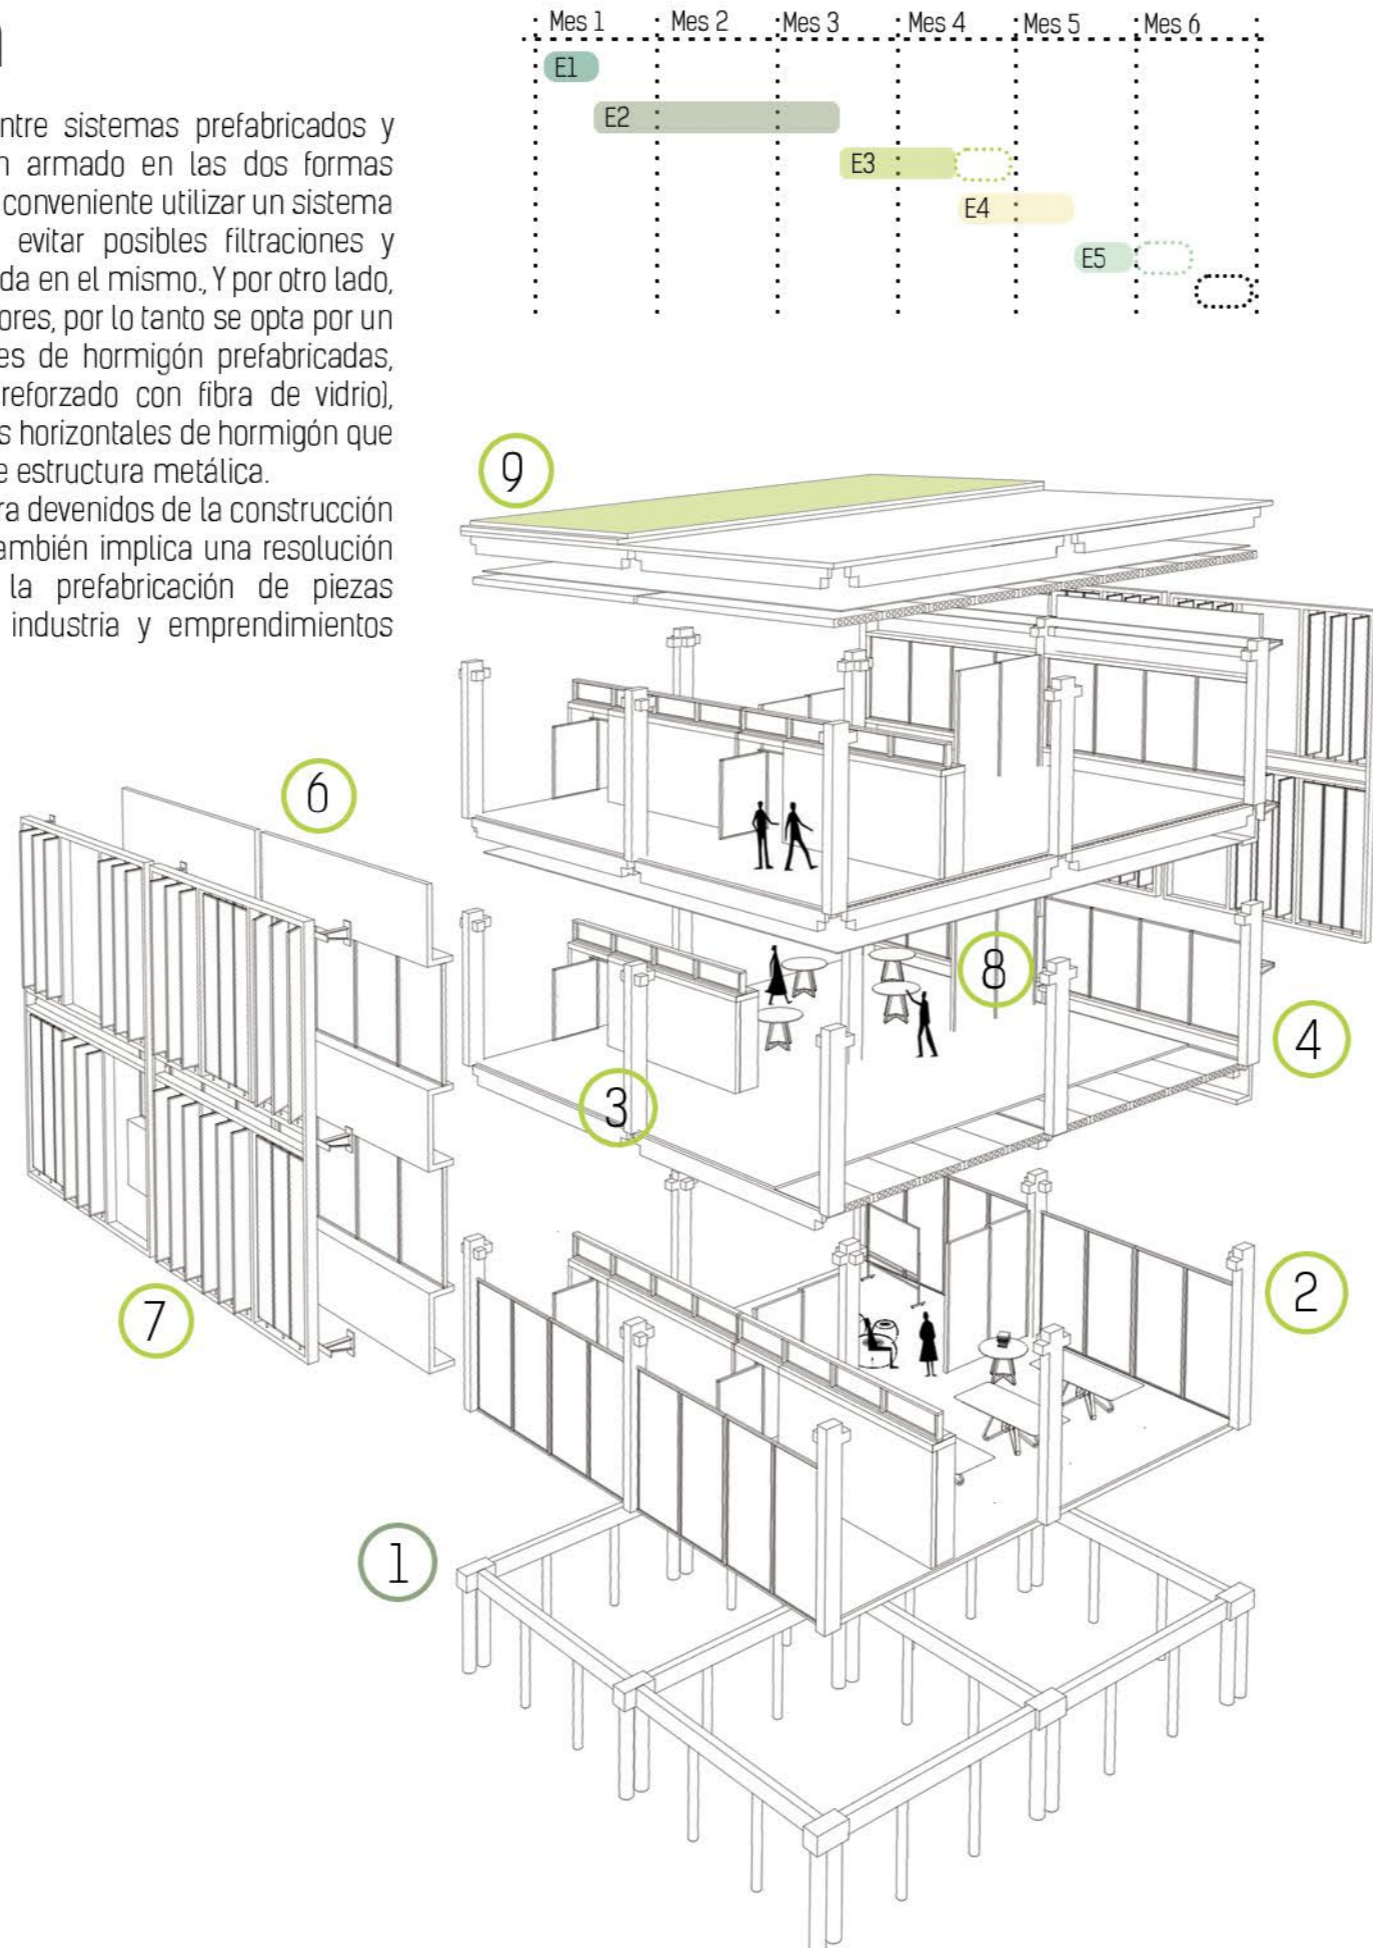 Mes 1 Mes 2 Mes 3 Mes 4 Mes 5 Mes 6
E1
E2
E3
E4
E5
ntre sistemas prefabricados y
n armado en las dos formas
conveniente utilizar un sistema
evitar posibles filtraciones y
da en el mismo., Y por otro lado,
ores, por lo tanto se opta por un
es de hormigón prefabricadas,
reforzado con fibra de vidrio),
s horizontales de hormigón que
e estructura metálica.
ra devenidos de la construcción
también implica una resolución
la prefabricación de piezas
industria y emprendimientos
9
6
8
4
3
2
7
1